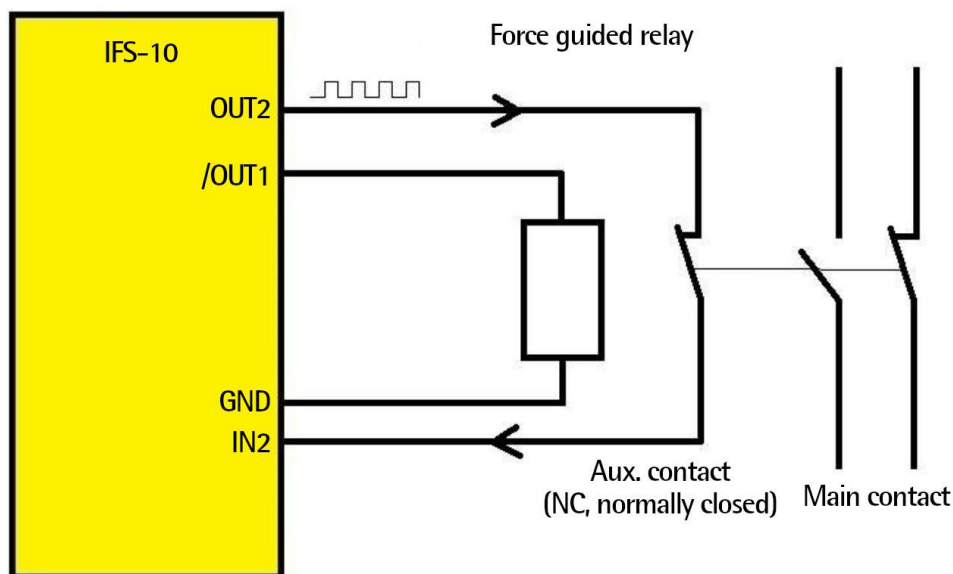 IFS-10
Force guided relay
OUT2
/OUT1
GND
IN2
Aux. contact
(NC, normally closed)
Main contact